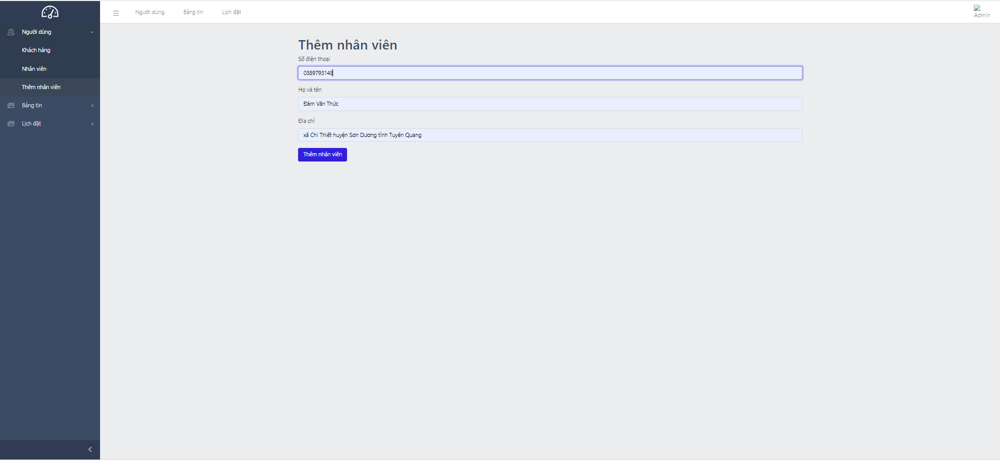 Người dùng
Bảng tin
Lịch đặt
Admin
Người dùng
Khách hàng
Nhân viên
Thêm nhân viên
Bảng tin
Lịch đặt
Thêm nhân viên
Số điện thoại
0389793148
Họ và tên
Đàm Văn Thức
Đia chỉ
xã Chi Thiết huyện Sơn Dương tỉnh Tuyên Quang
Thêm nhân viên